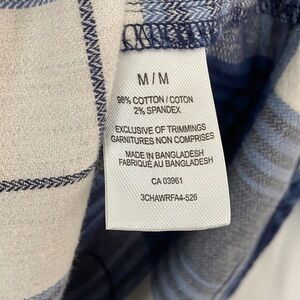 M / M
98% COTTON / COTON
2% SPANDEX
EXCLUSIVE OF TRIMMINGS
GARNITURES NON COMPRISES
MADE IN BANGLADESH
FABRIQUÉ AU BANGLADESH
CA 03961
3CHAWRFA4-526